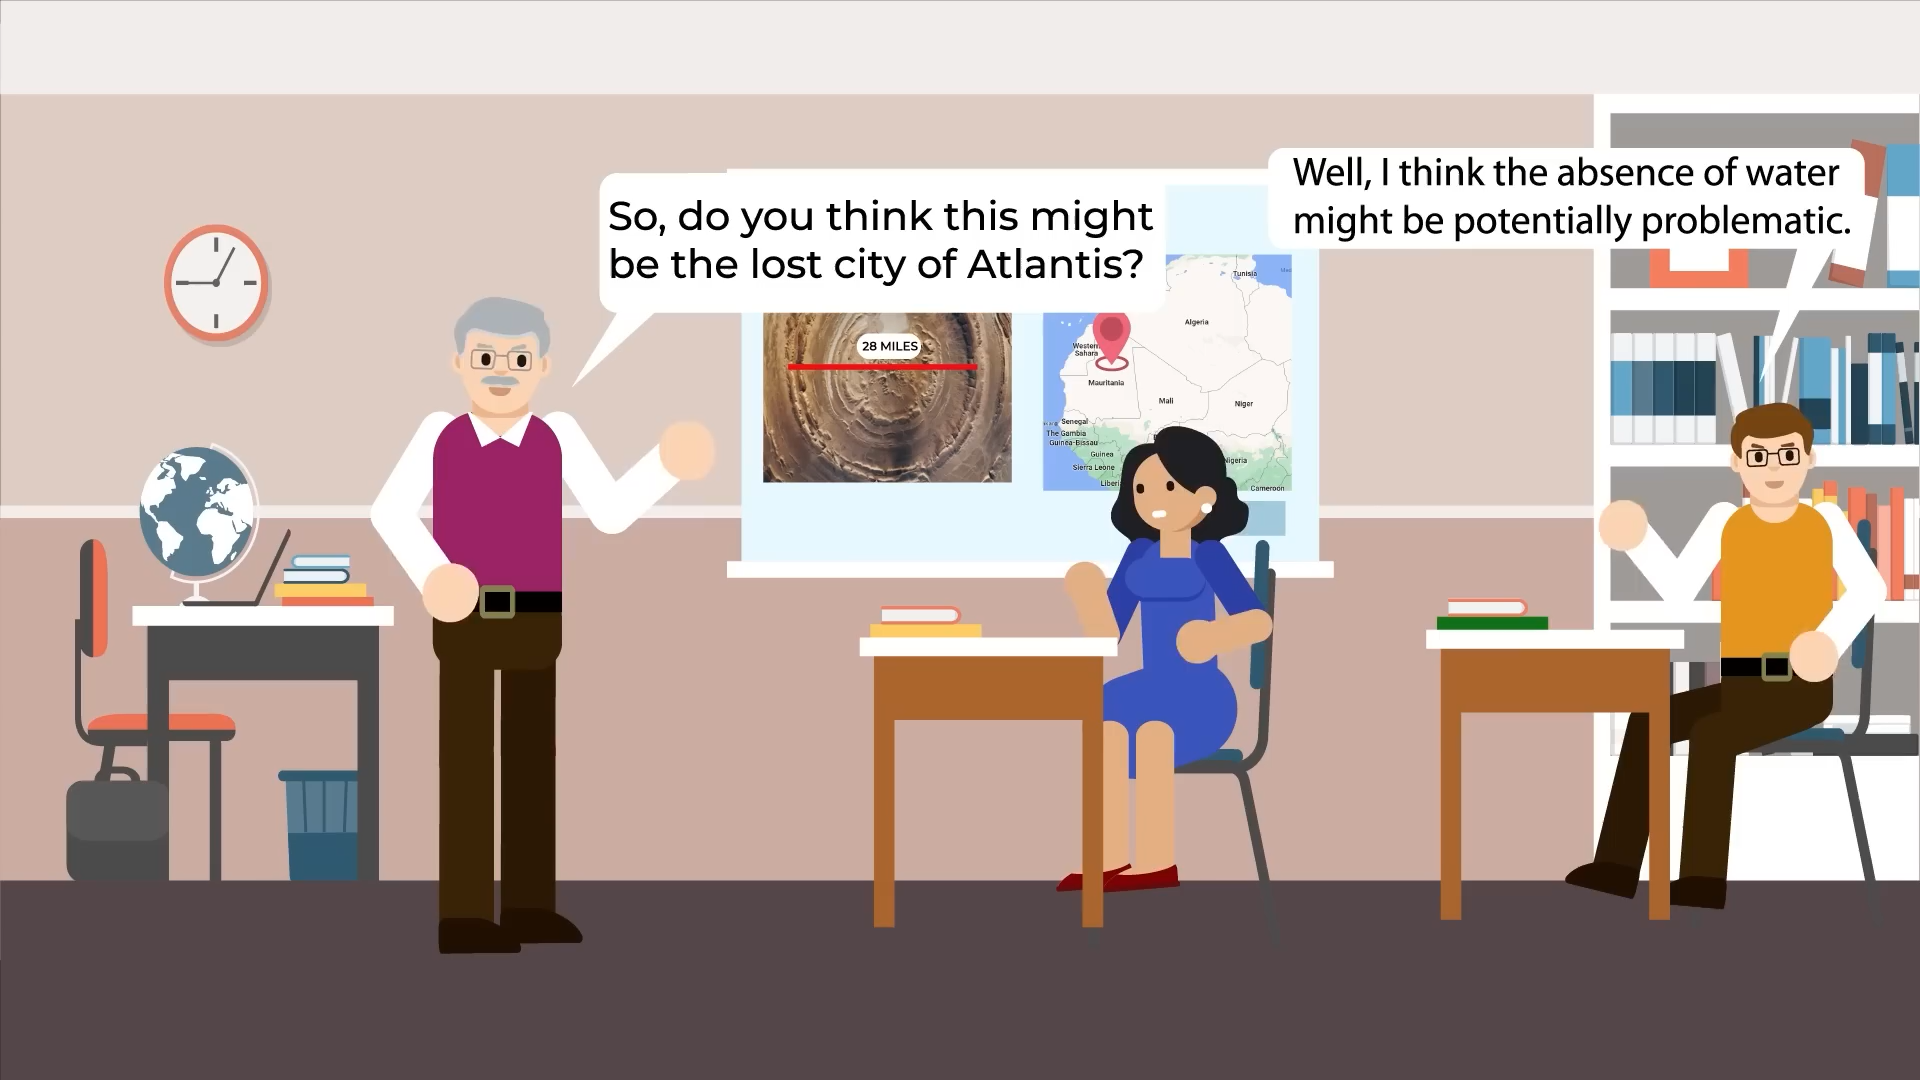 So, do you think this might
be the lost city of Atlantis?
Well, I think the absence of water
might be potentially problematic.
28 MILES
Tunisia
Algeria
Western
Sahara
Mauritania
Mali
Niger
Senegal
The Gambia
Guinea-Bissau
Guinea
Sierra Leone
Liberi
Nigeria
Cameroon